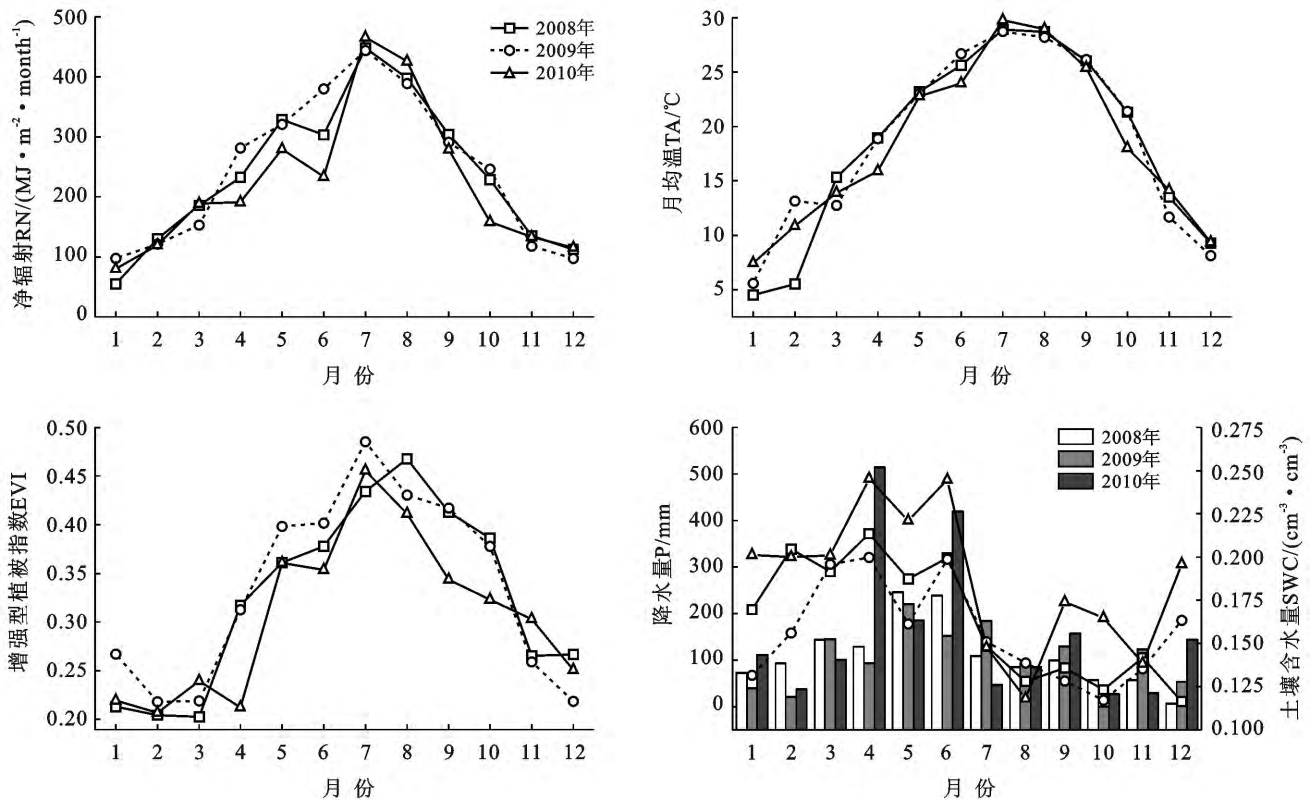 净辐射RN/(MJ·m⁻²·month⁻¹)
500
400
300
200
100
0
2008年
2009年
2010年
1 2 3 4 5 6 7 8 9 10 11 12
月 份
月均温TA/℃
30
25
20
15
10
5
1 2 3 4 5 6 7 8 9 10 11 12
月 份
增强型植被指数EVI
0.50
0.45
0.40
0.35
0.30
0.25
0.20
1 2 3 4 5 6 7 8 9 10 11 12
月 份
降水量P/mm
600
500
400
300
200
100
0
2008年
2009年
2010年
0.275
0.250
0.225
0.200
0.175
0.150
0.125
0.100
土壤含水量SWC/(cm⁻³·cm⁻³)
1 2 3 4 5 6 7 8 9 10 11 12
月 份